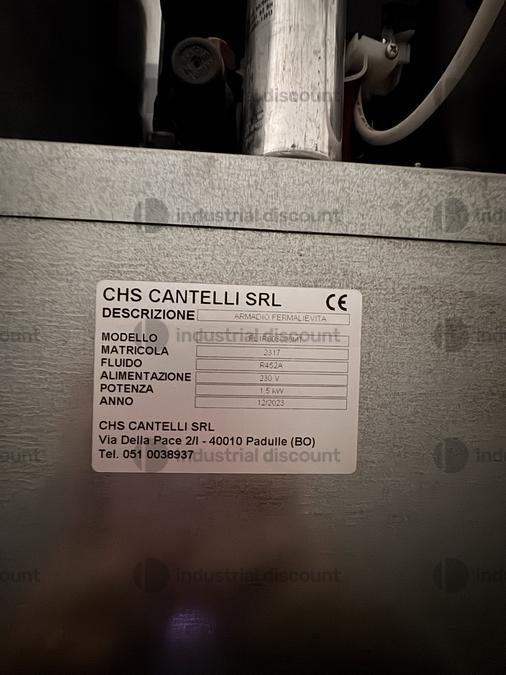 CHS CANTELLI SRL CE
DESCRIZIONE ARMADIO FERMALIEVITA
MODELLO
MATRICOLA 2317
FLUIDO R452A
ALIMENTAZIONE 230 V
POTENZA 1.5 kW
ANNO 12/2023
CHS CANTELLI SRL
Via Della Pace 2/I - 40010 Padulle (BO)
Tel. 051 0038937
industrial discount